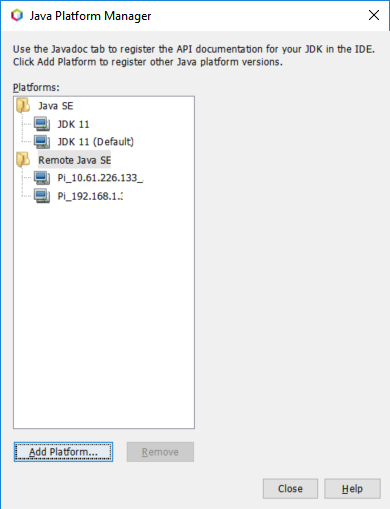 Java Platform Manager
Use the Javadoc tab to register the API documentation for your JDK in the IDE.
Click Add Platform to register other Java platform versions.
Platforms:
Java SE
JDK 11
JDK 11 (Default)
Remote Java SE
Pi_10.61.226.133_
Pi_192.168.1.
Add Platform...
Remove
Close
Help